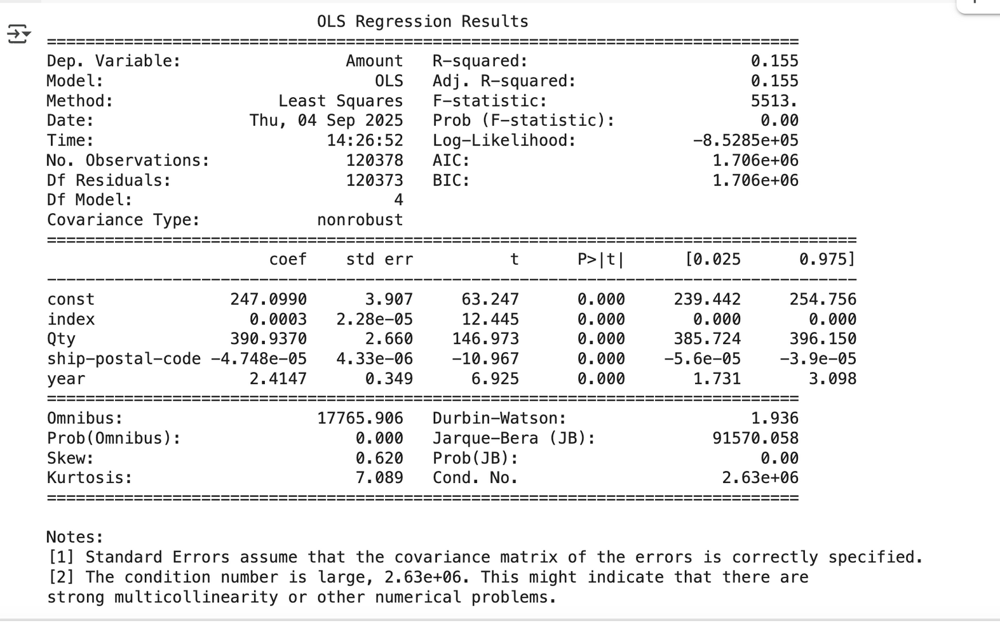 OLS Regression Results
==============================================================================
Dep. Variable: Amount R-squared: 0.155
Model: OLS Adj. R-squared: 0.155
Method: Least Squares F-statistic: 5513.
Date: Thu, 04 Sep 2025 Prob (F-statistic): 0.00
Time: 14:26:52 Log-Likelihood: -8.5285e+05
No. Observations: 120378 AIC: 1.706e+06
Df Residuals: 120373 BIC: 1.706e+06
Df Model: 4
Covariance Type: nonrobust
====================================================================================
coef std err t P>|t| [0.025 0.975]
------------------------------------------------------------------------------------
const 247.0990 3.907 63.247 0.000 239.442 254.756
index 0.0003 2.28e-05 12.445 0.000 0.000 0.000
Qty 390.9370 2.660 146.973 0.000 385.724 396.150
ship-postal-code -4.748e-05 4.33e-06 -10.967 0.000 -5.6e-05 -3.9e-05
year 2.4147 0.349 6.925 0.000 1.731 3.098
==============================================================================
Omnibus: 17765.906 Durbin-Watson: 1.936
Prob(Omnibus): 0.000 Jarque-Bera (JB): 91570.058
Skew: 0.620 Prob(JB): 0.00
Kurtosis: 7.089 Cond. No. 2.63e+06
==============================================================================
Notes:
[1] Standard Errors assume that the covariance matrix of the errors is correctly specified.
[2] The condition number is large, 2.63e+06. This might indicate that there are
strong multicollinearity or other numerical problems.